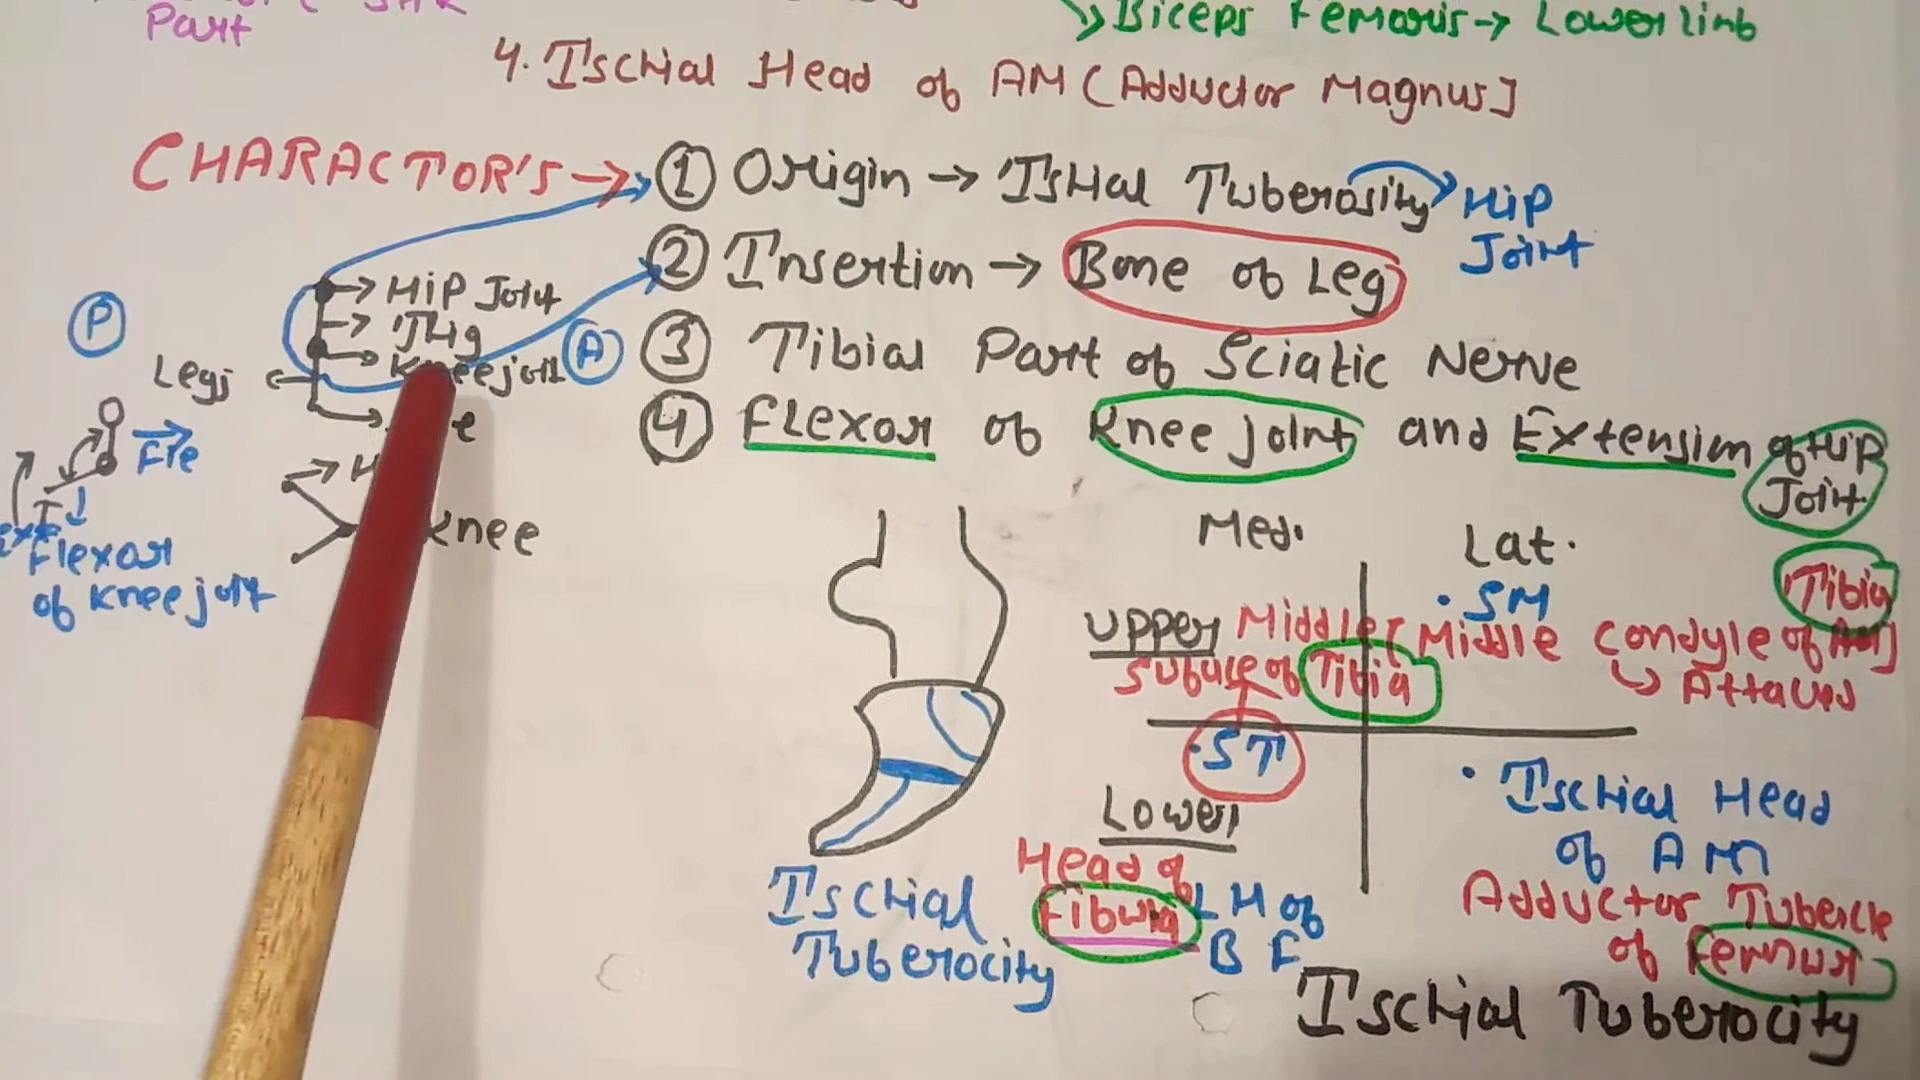 Part
Biceps Femoris → Lower limb
4. Ischial Head of AM (Adductor Magnus]
CHARACTOR'S → ① Origin → IsHal Tuberosity → Hip Joint
② Insertion → Bone of Leg
③ Tibial Part of Sciatic Nerve
④ Flexor of Knee joint and Extension of Hip Joint
→ Hip Joint
→ Thig
→ Kneejoit
P
A
Legs
Fle
Knee
Flexor
of Kneejoit
Med.
Lat.
• SM
Tibia
Upper
Middle
Middle Condyle of
Surface of Tibia
Attaced
• ST
Lower
• Ischial Head
of AM
Head of
Fibula
LH of
BF
Adductor Tubercle
of Femur
Ischial
Tuberocity
Ischial Tuberocity